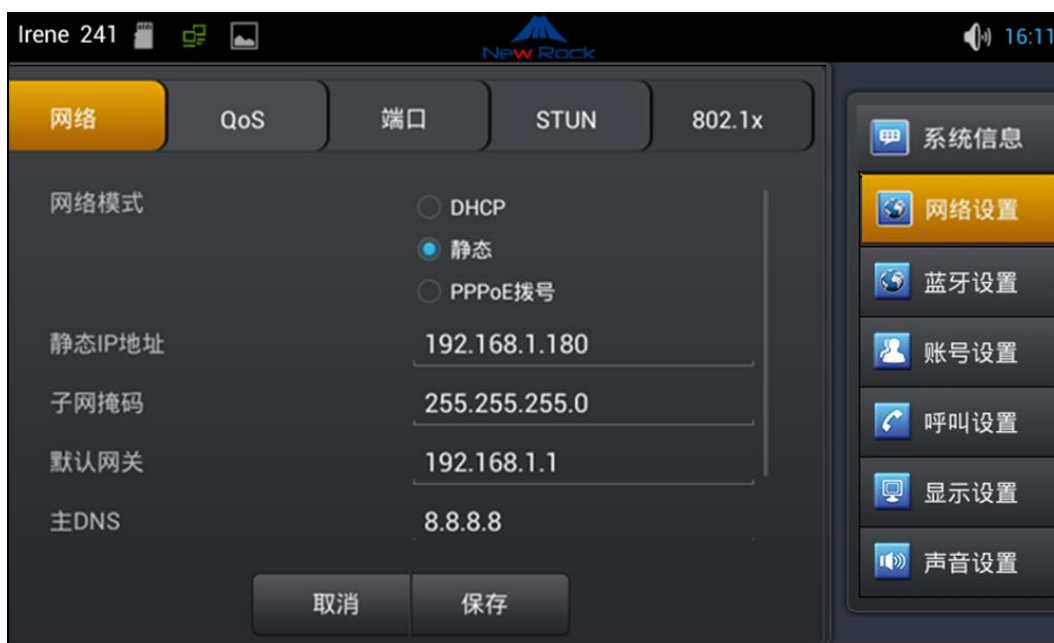 Irene 241
New Rock
16:11
网络 QoS 端口 STUN 802.1x
网络模式
DHCP
静态
PPPoE拨号
静态IP地址 192.168.1.180
子网掩码 255.255.255.0
默认网关 192.168.1.1
主DNS 8.8.8.8
取消 保存
系统信息
网络设置
蓝牙设置
账号设置
呼叫设置
显示设置
声音设置